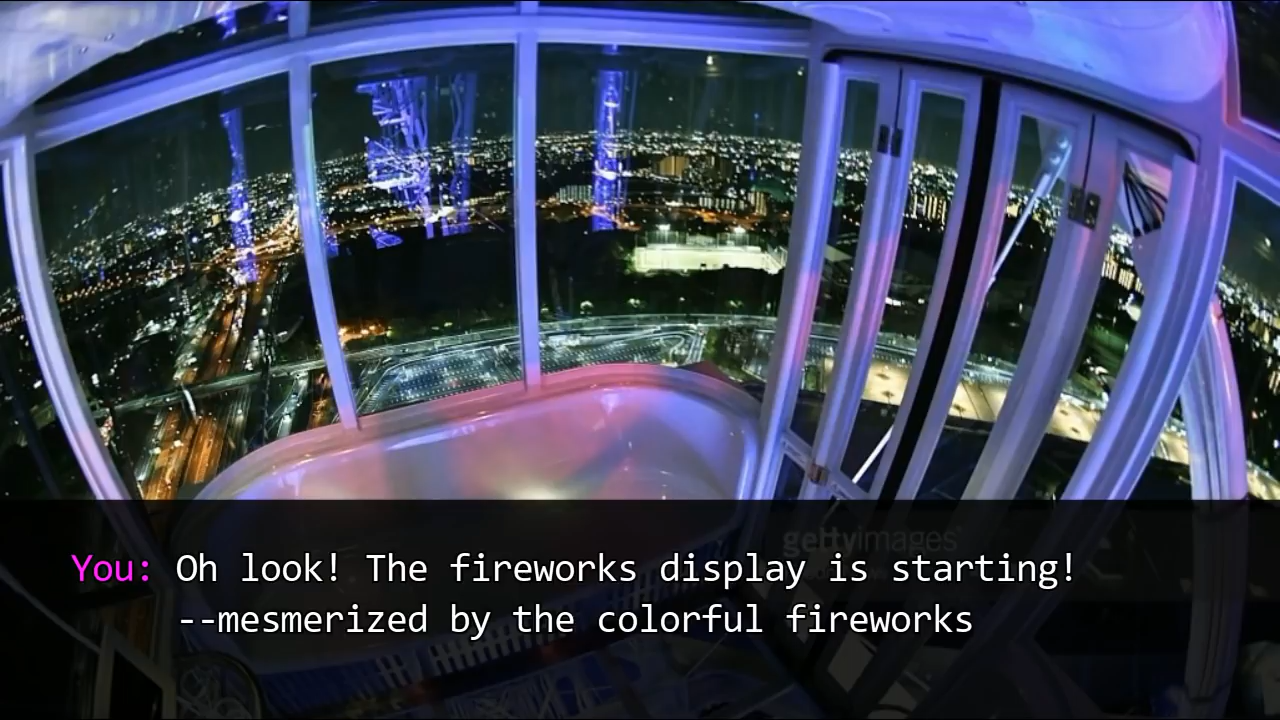 You: Oh look! The fireworks display is starting!
--mesmerized by the colorful fireworks
gettyimages